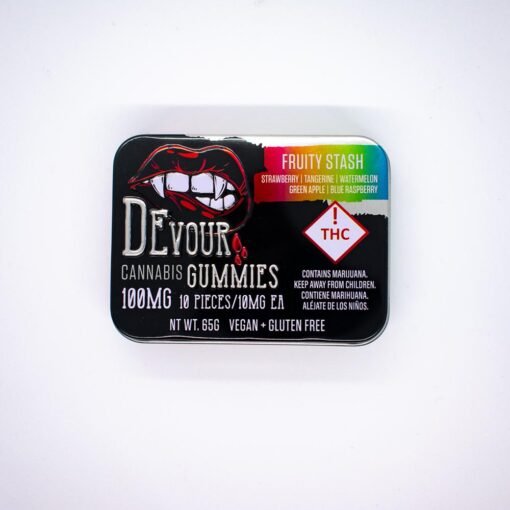 FRUITY STASH
STRAWBERRY | TANGERINE | WATERMELON
GREEN APPLE | BLUE RASPBERRY
!
THC
DEVOUR
CANNABIS GUMMIES
100MG 10 PIECES/10MG EA
CONTAINS MARIJUANA.
KEEP AWAY FROM CHILDREN.
CONTIENE MARIHUANA.
ALÉJATE DE LOS NIÑOS.
NT WT. 65G VEGAN + GLUTEN FREE